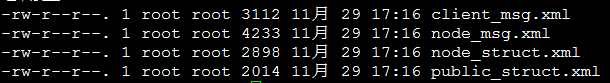 -rw-r--r--. 1 root root 3112 11月 29 17:16 client_msg.xml
-rw-r--r--. 1 root root 4233 11月 29 17:16 node_msg.xml
-rw-r--r--. 1 root root 2898 11月 29 17:16 node_struct.xml
-rw-r--r--. 1 root root 2014 11月 29 17:16 public_struct.xml